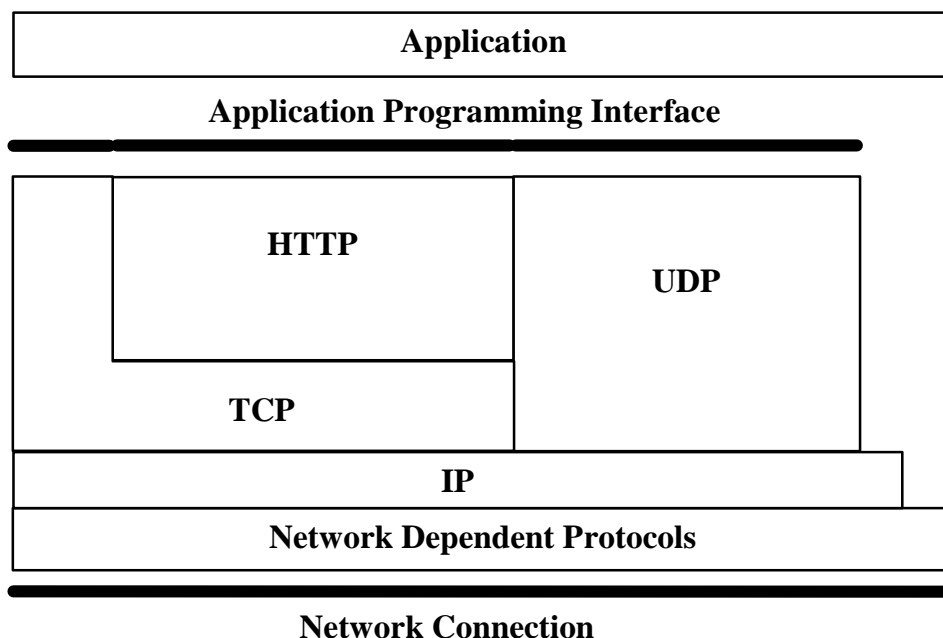 Application
Application Programming Interface
HTTP
UDP
TCP
IP
Network Dependent Protocols
Network Connection